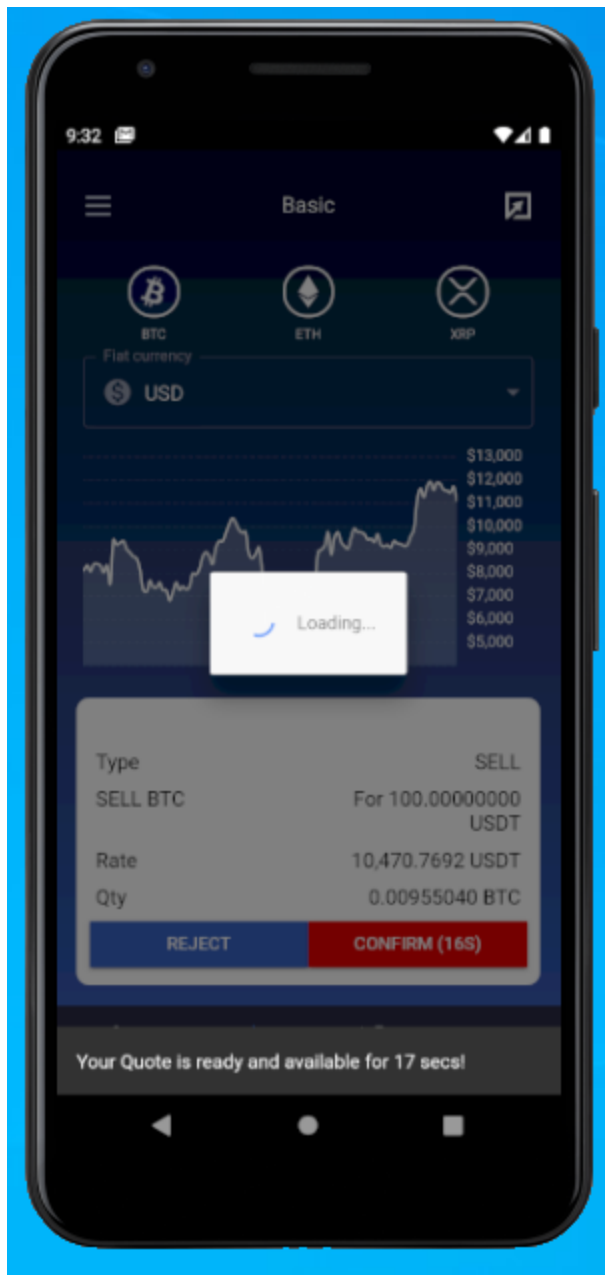 9:32
Basic
BTC ETH XRP
Fiat currency
USD
$13,000
$12,000
$11,000
$10,000
$9,000
$8,000
$7,000
$6,000
$5,000
Loading...
Type SELL
SELL BTC For 100.00000000
USDT
Rate 10,470.7692 USDT
Qty 0.00955040 BTC
REJECT CONFIRM (16S)
Your Quote is ready and available for 17 secs!